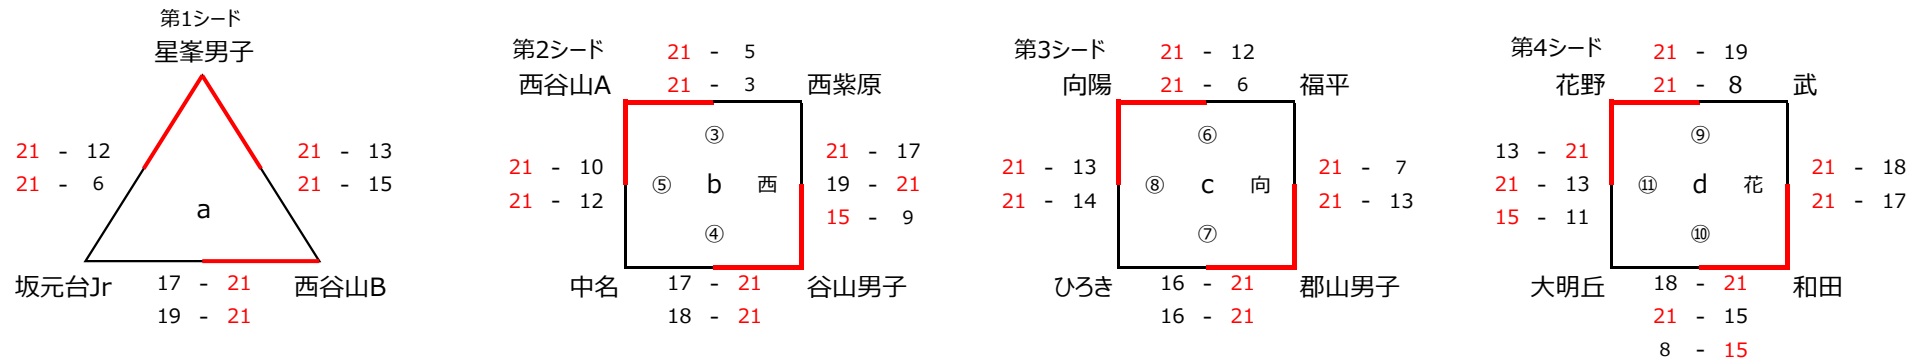 第1シード
星峯男子
21 - 12
21 - 6
21 - 13
21 - 15
a
坂元台Jr
17 - 21
19 - 21
西谷山B
第2シード
西谷山A
21 - 5
21 - 3
西紫原
③
21 - 10
21 - 12
⑤
b
西
21 - 17
19 - 21
15 - 9
④
中名
17 - 21
18 - 21
谷山男子
第3シード
向陽
21 - 12
21 - 6
福平
⑥
21 - 13
21 - 14
⑧
c
向
21 - 7
21 - 13
⑦
ひろき
16 - 21
16 - 21
郡山男子
第4シード
花野
21 - 19
21 - 8
武
⑨
13 - 21
21 - 13
15 - 11
⑪
d
花
21 - 18
21 - 17
⑩
大明丘
18 - 21
21 - 15
8 - 15
和田